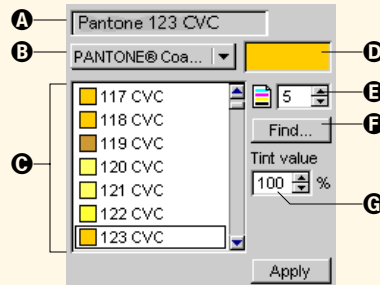 A Pantone 123 CVC
B PANTONE® Coa... D
117 CVC 5 E
118 CVC Find... F
119 CVC Tint value
C 120 CVC 100 %
121 CVC G
122 CVC
123 CVC
Apply